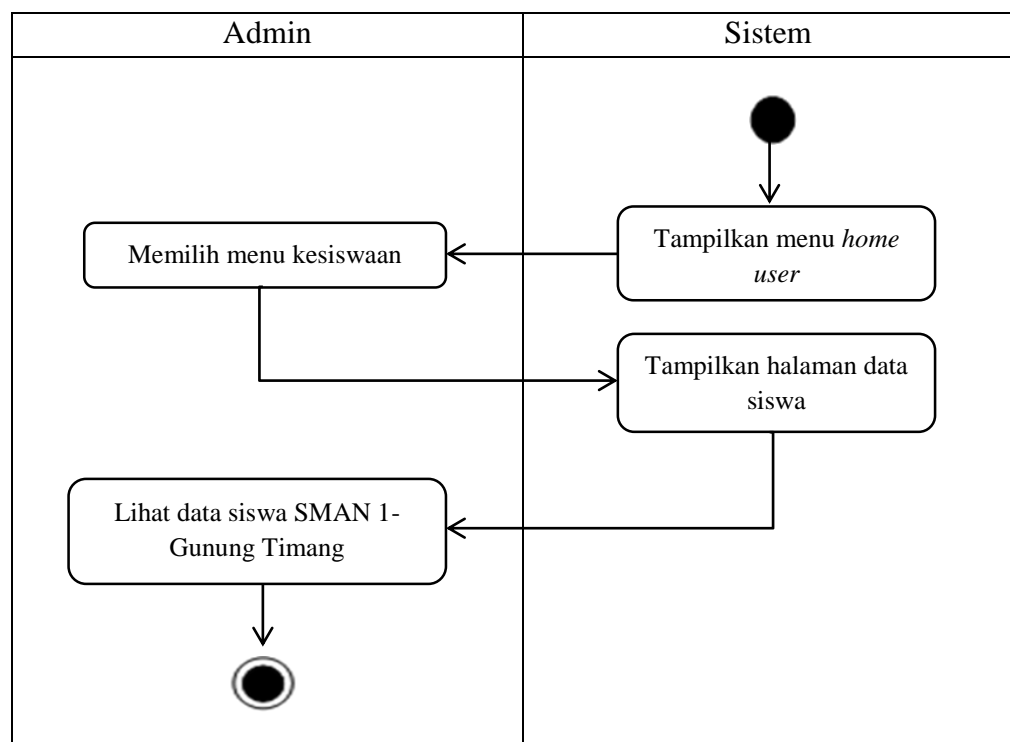 Admin
Sistem
Tampilkan menu home
user
Memilih menu kesiswaan
Tampilkan halaman data
siswa
Lihat data siswa SMAN 1-
Gunung Timang